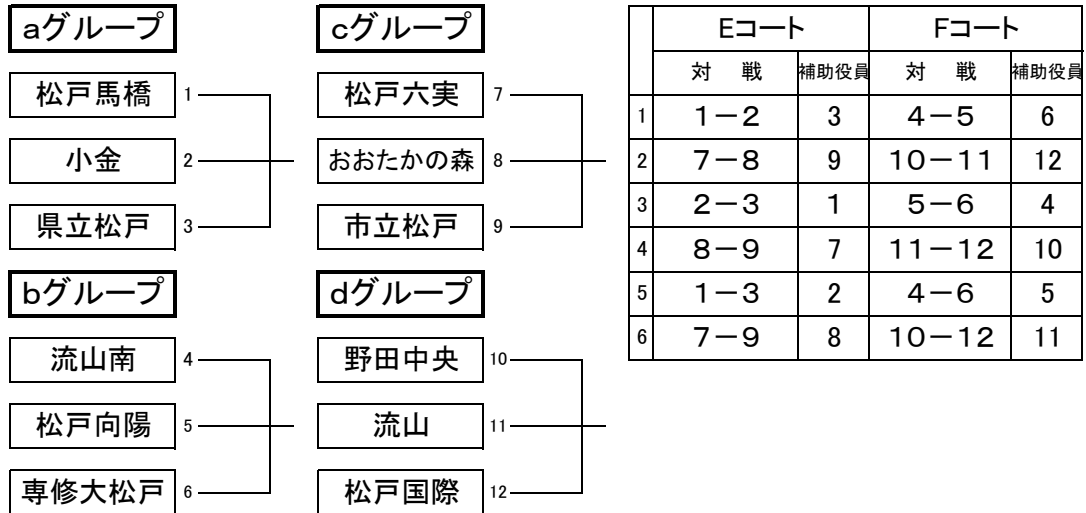 aグループ
松戸馬橋 1
小金 2
県立松戸 3
bグループ
流山南 4
松戸向陽 5
専修大松戸 6
cグループ
松戸六実 7
おおたかの森 8
市立松戸 9
dグループ
野田中央 10
流山 11
松戸国際 12
Eコート Fコート
対 戦 補助役員 対 戦 補助役員
1 1-2 3 4-5 6
2 7-8 9 10-11 12
3 2-3 1 5-6 4
4 8-9 7 11-12 10
5 1-3 2 4-6 5
6 7-9 8 10-12 11